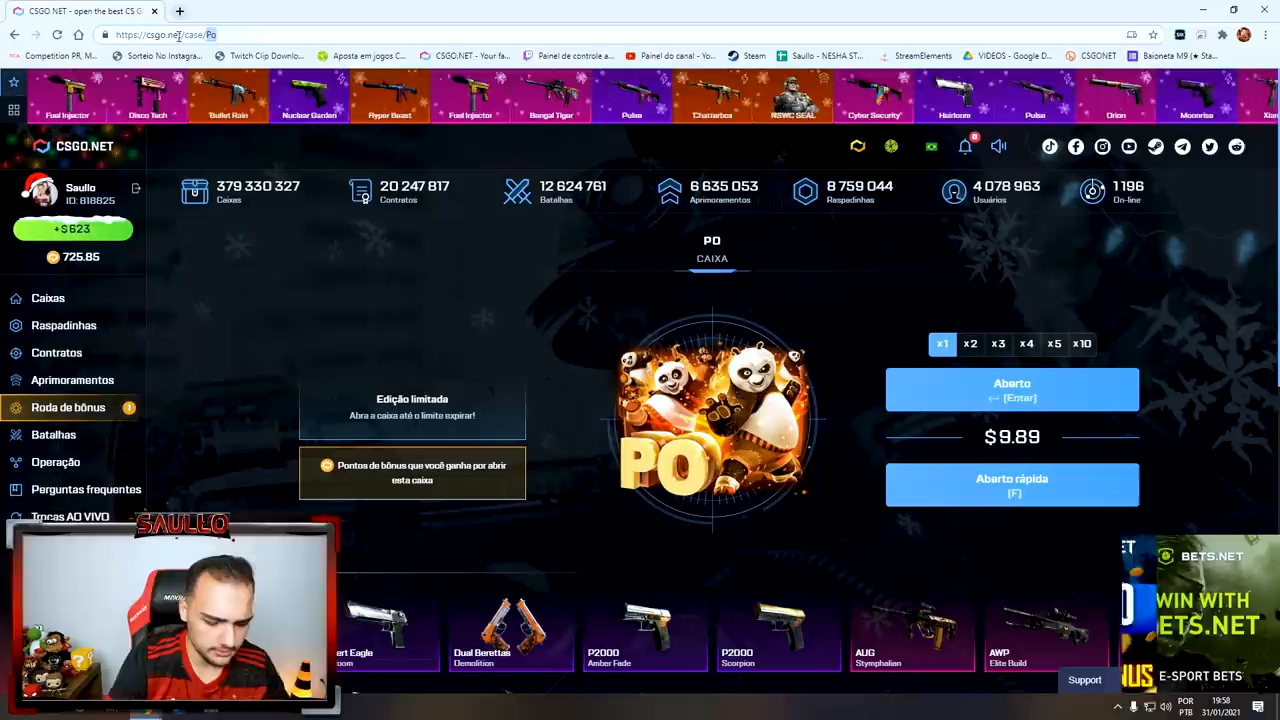 CSGO.NET - open the best CS G
https://csgo.net/case/Po
Competition PR, M...
Sorteio No Instagra...
Twitch Clip Downlo...
Aposta em jogos C...
CSGO.NET - Your fa...
Painel de controle a...
Painel do canal - Yo...
Steam
Saullo - NESHA ST...
StreamElements
VIDEOS - Google D...
CSGONET
Baioneta M9 (★ Sta...
Fuel Injector
Disco Tech
Bullet Rain
Nuclear Garden
Hyper Beast
Fuel Injector
Bengal Tiger
Pulse
Chatterbox
NSWC SEAL
Cyber Security
Heirloom
Pulse
Orion
Moonrise
CSGO.NET
Saullo
ID: 818825
+$623
725.85
379 330 327
Caixas
20 247 817
Contratos
12 624 761
Batalhas
6 635 053
Aprimoramentos
8 759 044
Raspadinhas
4 078 963
Usuários
1 196
On-line
Caixas
Raspadinhas
Contratos
Aprimoramentos
Roda de bônus 1
Batalhas
Operação
Perguntas frequentes
Trocas AO VIVO
PO
CAIXA
Edição limitada
Abra a caixa até o limite expirar!
Pontos de bônus que você ganha por abrir
esta caixa
PO
x1 x2 x3 x4 x5 x10
Aberto
↔ [Enter]
$ 9.89
Aberto rápida
[F]
SAULLO
ert Eagle
oom
Dual Berettas
Demolition
P2000
Amber Fade
P2000
Scorpion
AUG
Stymphalian
AWP
Elite Build
BETS.NET
WIN WITH
ETS.NET
NUS
E-SPORT BETS
Support
POR
PTB
19:58
31/01/2021